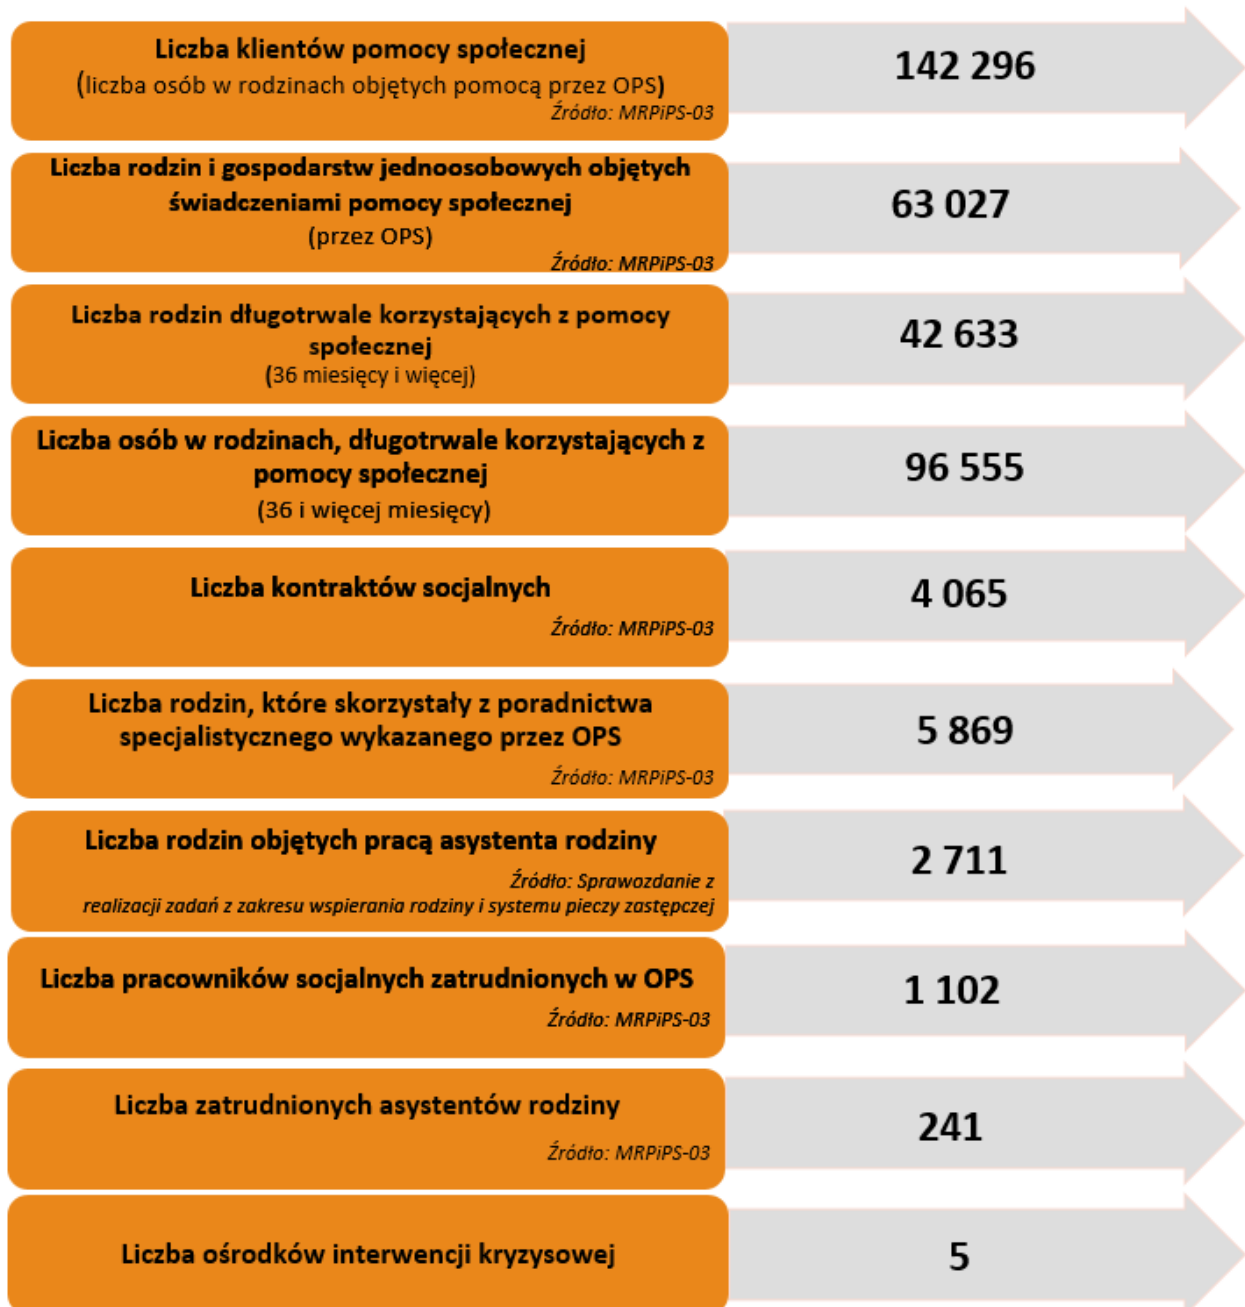 Liczba klientów pomocy społecznej
(liczba osób w rodzinach objętych pomocą przez OPS)
Źródło: MRPiPS-03
142 296
Liczba rodzin i gospodarstw jednoosobowych objętych
świadczeniami pomocy społecznej
(przez OPS)
Źródło: MRPiPS-03
63 027
Liczba rodzin długotrwale korzystających z pomocy
społecznej
(36 miesięcy i więcej)
42 633
Liczba osób w rodzinach, długotrwale korzystających z
pomocy społecznej
(36 i więcej miesięcy)
96 555
Liczba kontraktów socjalnych
Źródło: MRPiPS-03
4 065
Liczba rodzin, które skorzystały z poradnictwa
specjalistycznego wykazanego przez OPS
Źródło: MRPiPS-03
5 869
Liczba rodzin objętych pracą asystenta rodziny
Źródło: Sprawozdanie z
realizacji zadań z zakresu wspierania rodziny i systemu pieczy zastępczej
2 711
Liczba pracowników socjalnych zatrudnionych w OPS
Źródło: MRPiPS-03
1 102
Liczba zatrudnionych asystentów rodziny
Źródło: MRPiPS-03
241
Liczba ośrodków interwencji kryzysowej
5